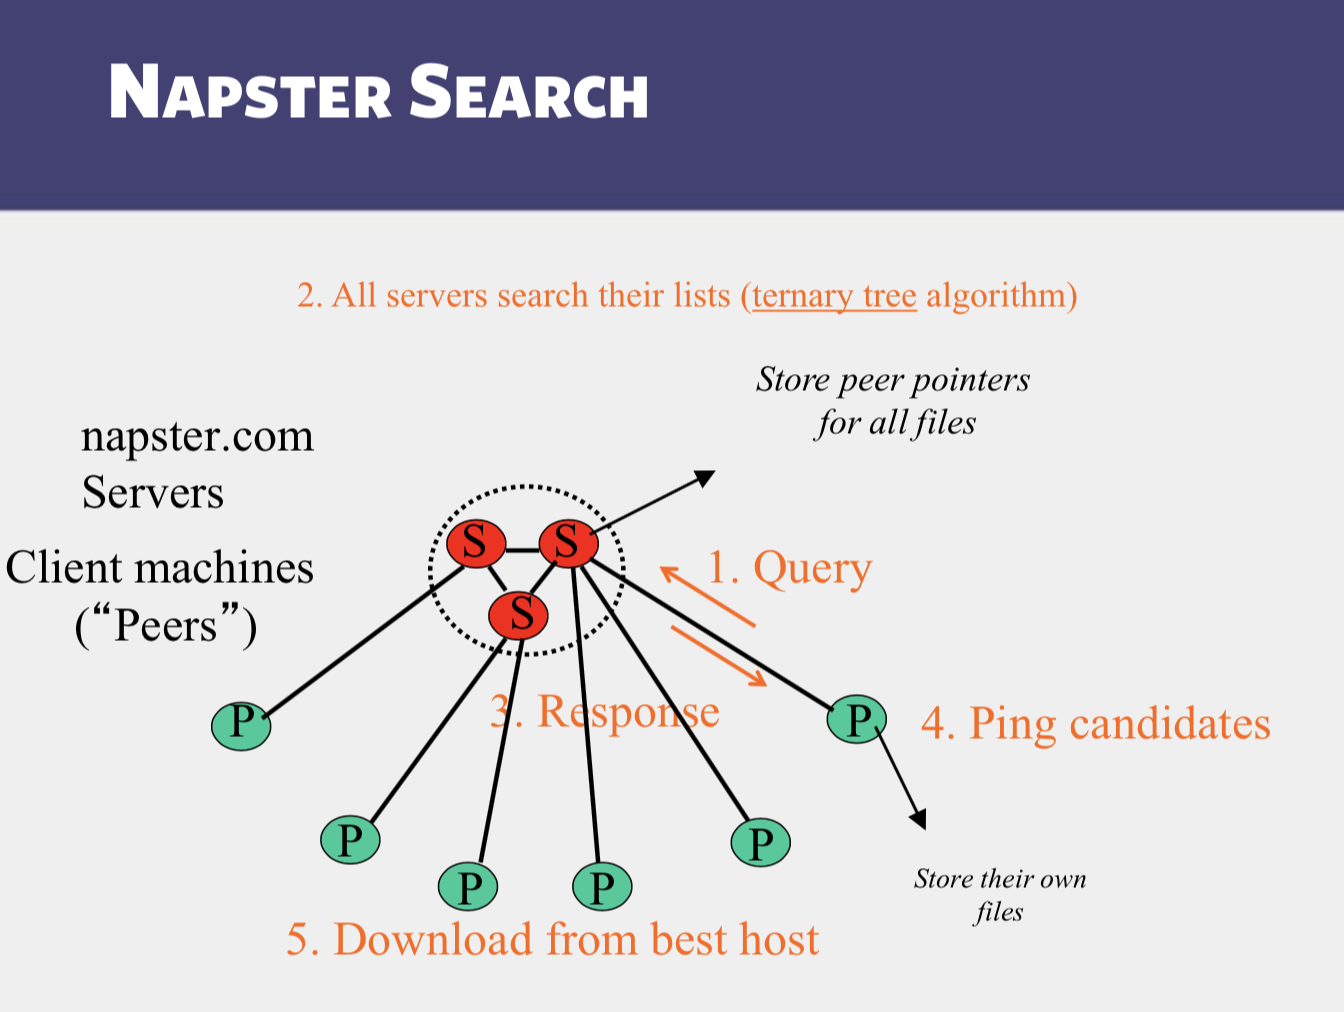 NAPSTER SEARCH
2. All servers search their lists (ternary tree algorithm)
Store peer pointers
for all files
napster.com
Servers
Client machines
(“Peers”)
S
S
S
1. Query
3. Response
P
P
4. Ping candidates
P
P
P
P
Store their own
files
5. Download from best host